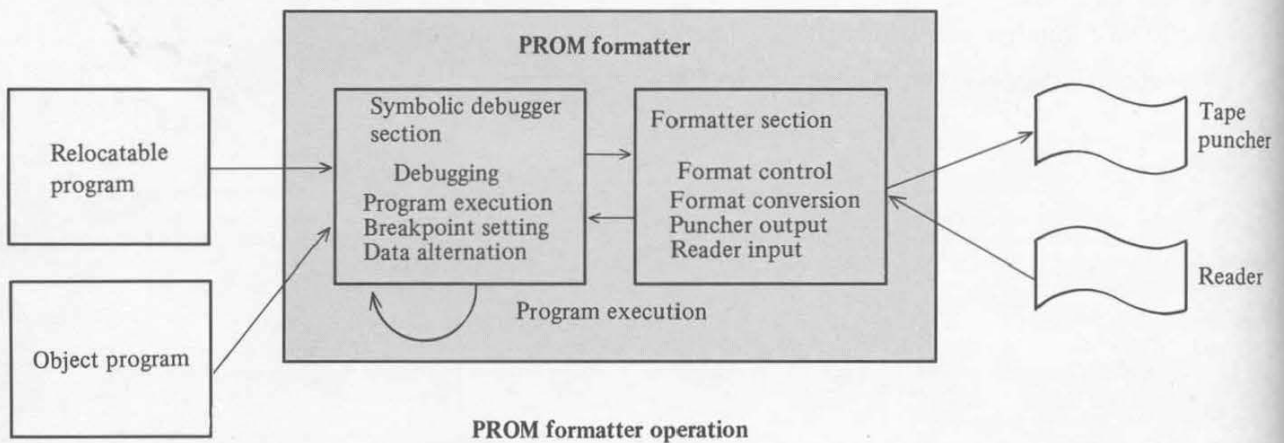 PROM formatter
Relocatable
program
Object program
Symbolic debugger
section
Debugging
Program execution
Breakpoint setting
Data alternation
Program execution
Formatter section
Format control
Format conversion
Puncher output
Reader input
Tape
puncher
Reader
PROM formatter operation